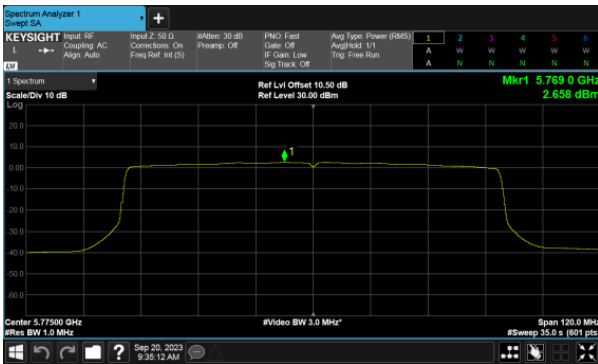 Spectrum Analyzer 1
Swept SA
+
KEYSIGHT Input: RF Input Z: 50 Ω #Atten: 30 dB PNO: Fast Avg Type: Power (RMS) 1 2 3 4 5 6
L Coupling: AC Corrections: On Preamp: Off Gate: Off Avg|Hold: 1/1 A W W W W W
Align: Auto Freq Ref: Int (S) IF Gain: Low Trig: Free Run A N N N N N
Sig Track: Off
LXI
1 Spectrum Ref Lvl Offset 10.50 dB Mkr1 5.769 0 GHz
Scale/Div 10 dB Ref Level 30.00 dBm 2.658 dBm
Log
20.0
10.0
1
0.00
-10.0
-20.0
-30.0
-40.0
-50.0
-60.0
Center 5.77500 GHz #Video BW 3.0 MHz* Span 120.0 MHz
#Res BW 1.0 MHz #Sweep 35.0 s (601 pts
? Sep 20, 2023
9:35:12 AM